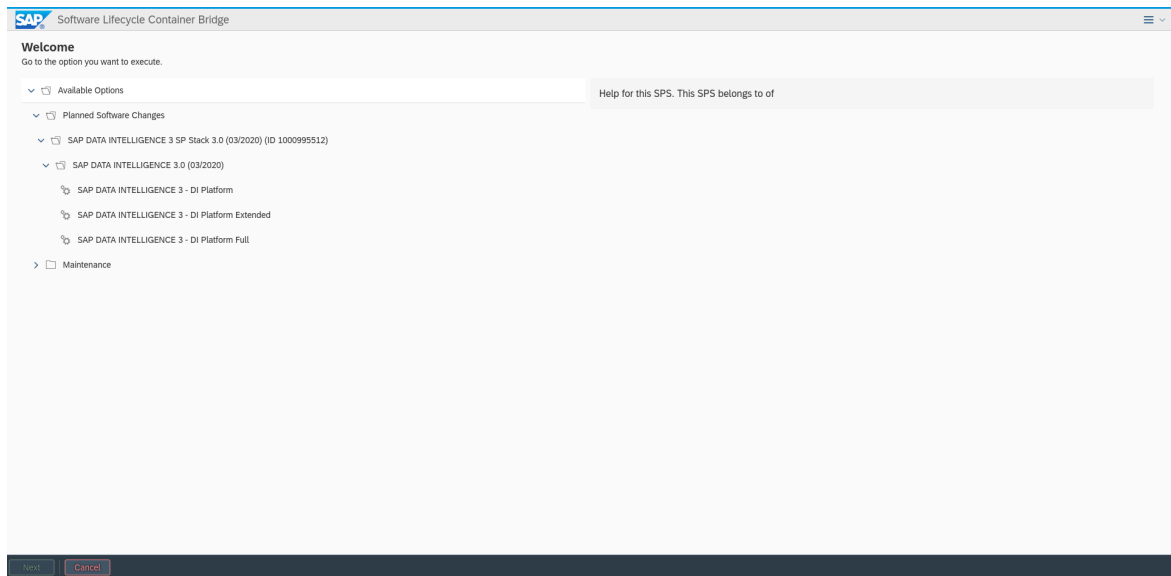 SAP Software Lifecycle Container Bridge
Welcome
Go to the option you want to execute.
Available Options
Help for this SPS. This SPS belongs to of
Planned Software Changes
SAP DATA INTELLIGENCE 3 SP Stack 3.0 (03/2020) (ID 1000995512)
SAP DATA INTELLIGENCE 3.0 (03/2020)
SAP DATA INTELLIGENCE 3 - DI Platform
SAP DATA INTELLIGENCE 3 - DI Platform Extended
SAP DATA INTELLIGENCE 3 - DI Platform Full
Maintenance
Next Cancel